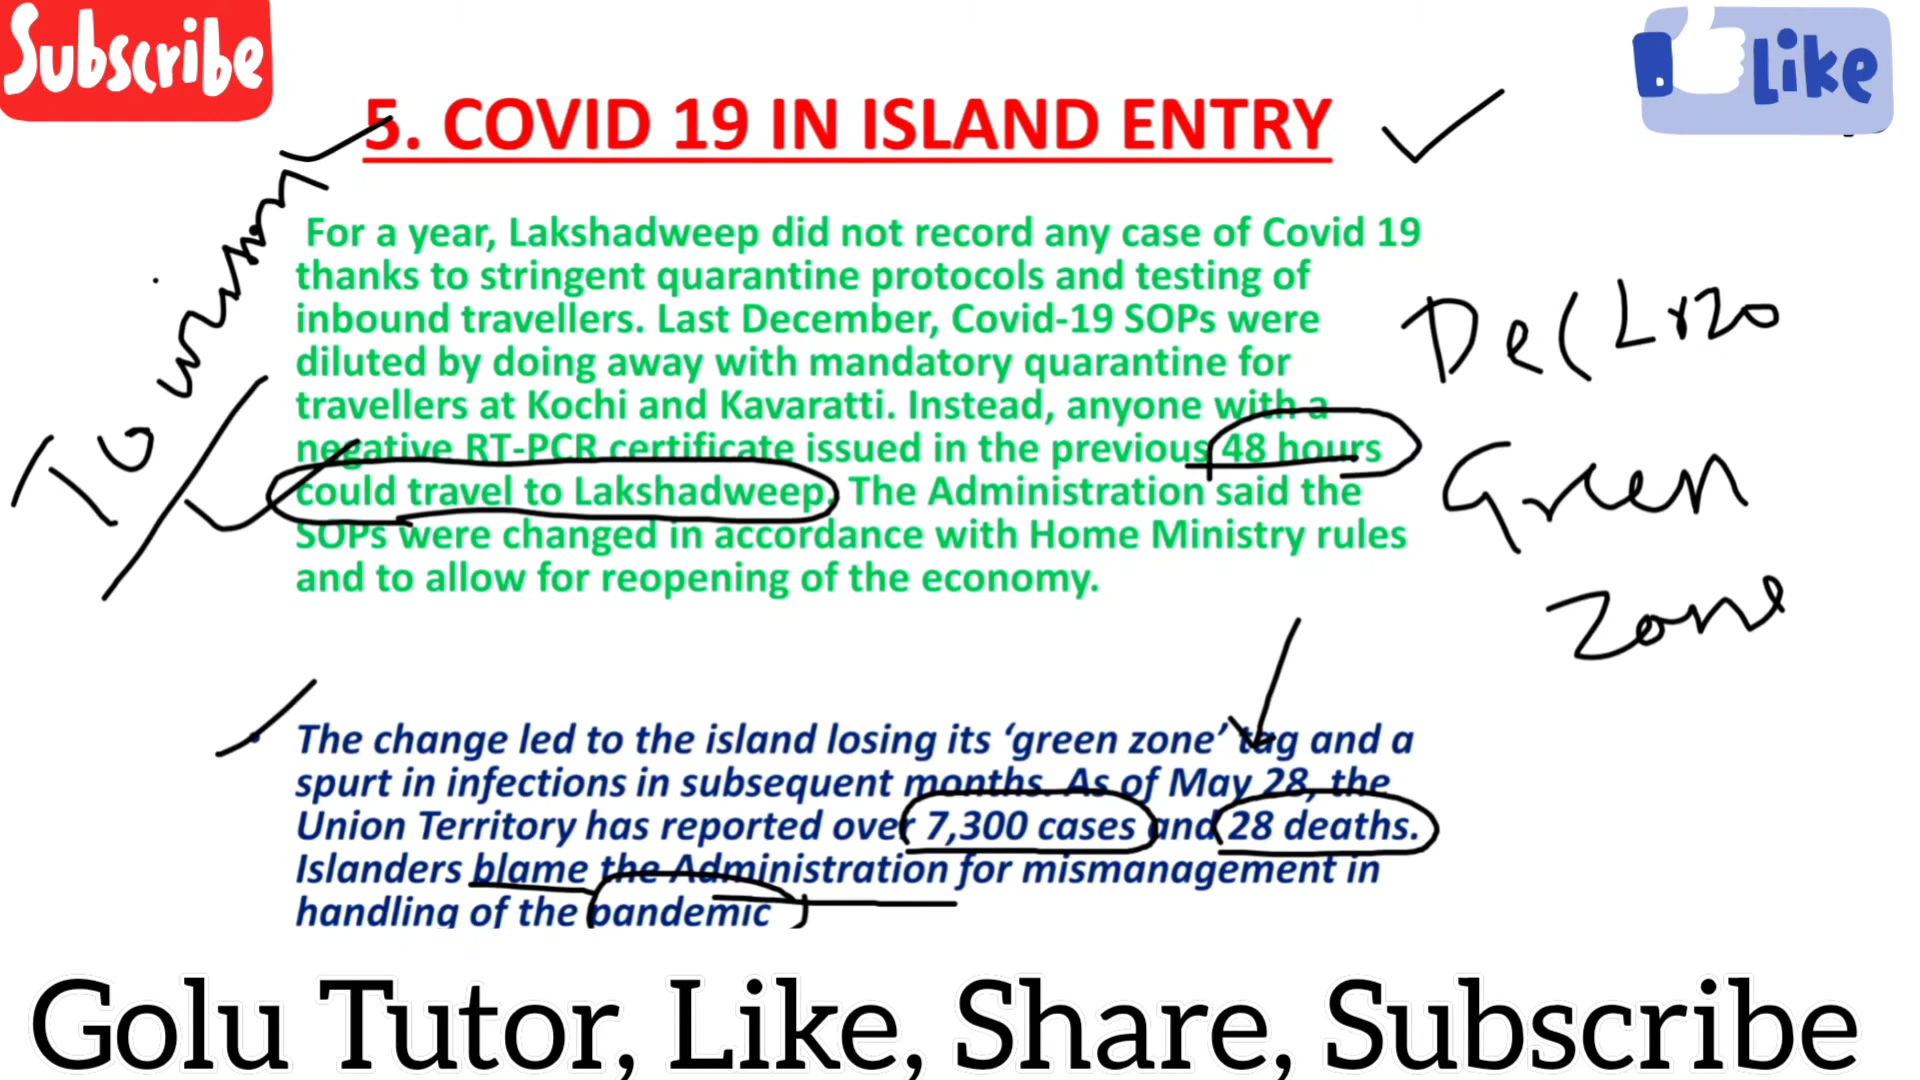 Subscribe
Like
5. COVID 19 IN ISLAND ENTRY
For a year, Lakshadweep did not record any case of Covid 19
thanks to stringent quarantine protocols and testing of
inbound travellers. Last December, Covid-19 SOPs were
diluted by doing away with mandatory quarantine for
travellers at Kochi and Kavaratti. Instead, anyone with a
negative RT-PCR certificate issued in the previous 48 hours
could travel to Lakshadweep. The Administration said the
SOPs were changed in accordance with Home Ministry rules
and to allow for reopening of the economy.
Green
Zone
• The change led to the island losing its ‘green zone’ tag and a
spurt in infections in subsequent months. As of May 28, the
Union Territory has reported over 7,300 cases and 28 deaths.
Islanders blame the Administration for mismanagement in
handling of the pandemic
Golu Tutor, Like, Share, Subscribe